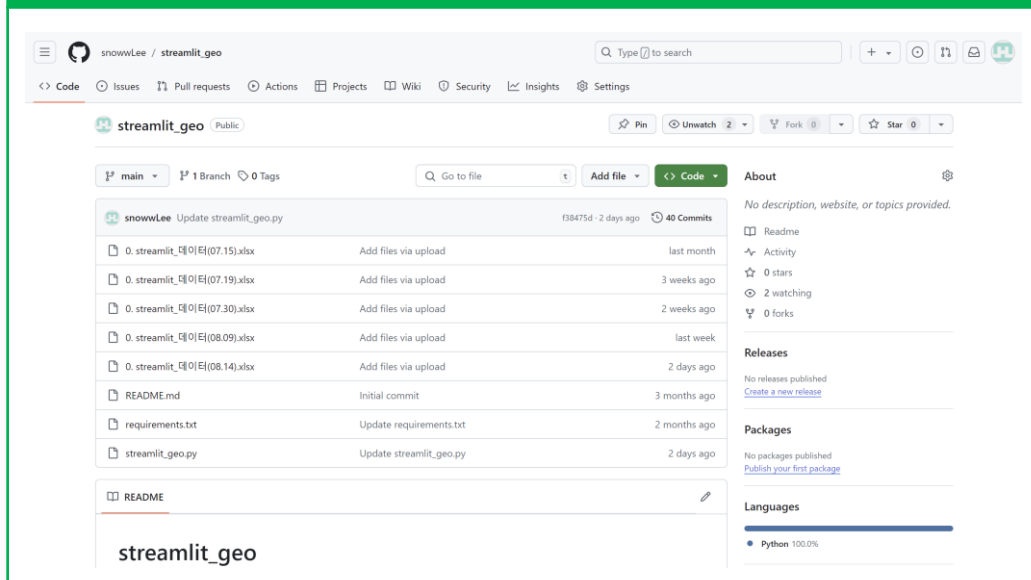 snowwLee / streamlit_geo
Type / to search
Code Issues Pull requests Actions Projects Wiki Security Insights Settings
streamlit_geo Public
Pin Unwatch 2 Fork 0 Star 0
main 1 Branch 0 Tags Go to file t Add file <> Code
snowwLee Update streamlit_geo.py f38475d · 2 days ago 40 Commits
0. streamlit_데이터(07.15).xlsx Add files via upload last month
0. streamlit_데이터(07.19).xlsx Add files via upload 3 weeks ago
0. streamlit_데이터(07.30).xlsx Add files via upload 2 weeks ago
0. streamlit_데이터(08.09).xlsx Add files via upload last week
0. streamlit_데이터(08.14).xlsx Add files via upload 2 days ago
README.md Initial commit 3 months ago
requirements.txt Update requirements.txt 2 months ago
streamlit_geo.py Update streamlit_geo.py 2 days ago
README
streamlit_geo
About
No description, website, or topics provided.
Readme
Activity
0 stars
2 watching
0 forks
Releases
No releases published
Create a new release
Packages
No packages published
Publish your first package
Languages
Python 100.0%